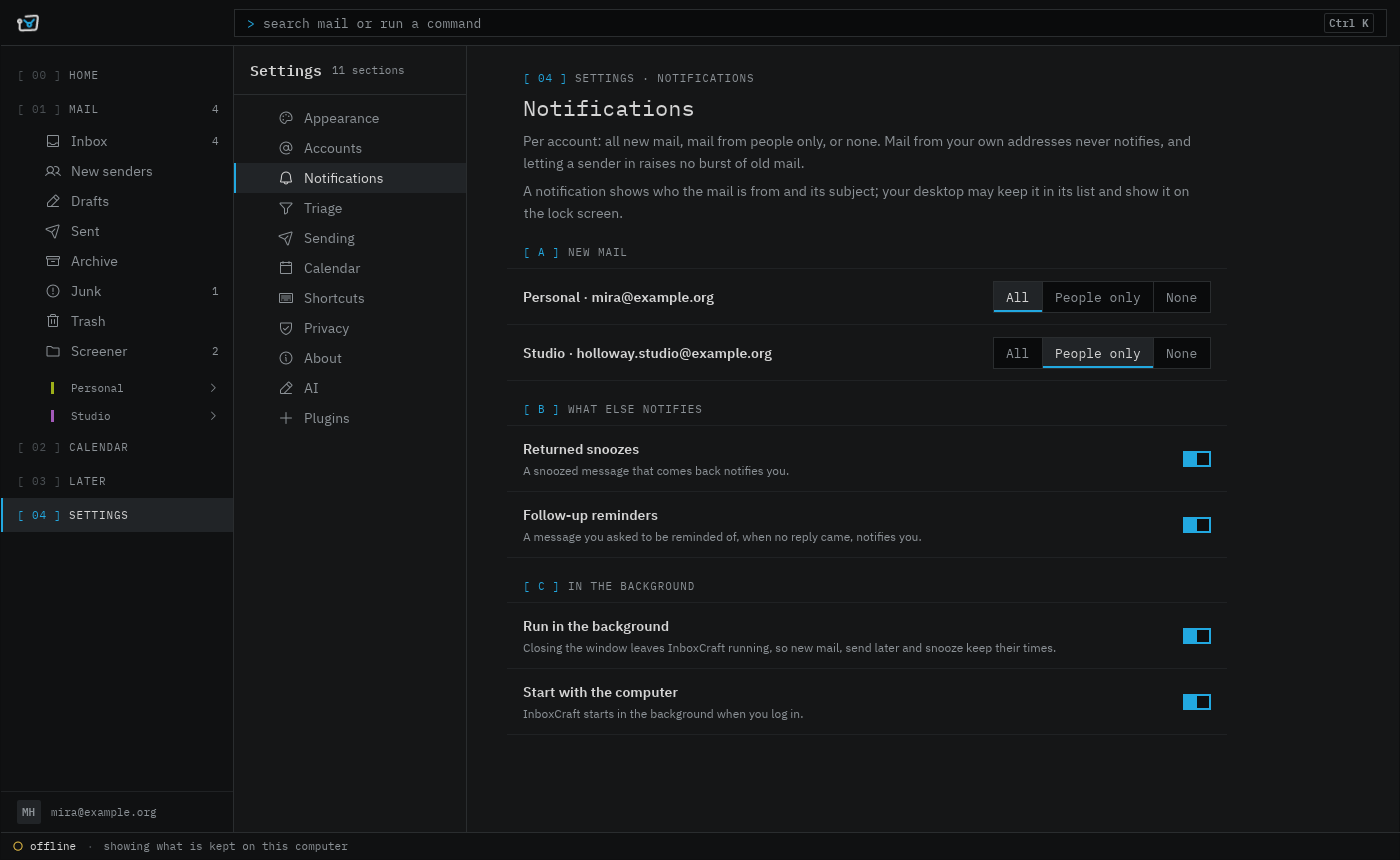 > search mail or run a command
Ctrl K
[ 00 ] HOME
[ 01 ] MAIL 4
Inbox 4
New senders
Drafts
Sent
Archive
Junk 1
Trash
Screener 2
Personal
Studio
[ 02 ] CALENDAR
[ 03 ] LATER
[ 04 ] SETTINGS
MH mira@example.org
Settings 11 sections
Appearance
Accounts
Notifications
Triage
Sending
Calendar
Shortcuts
Privacy
About
AI
Plugins
[ 04 ] SETTINGS · NOTIFICATIONS
Notifications
Per account: all new mail, mail from people only, or none. Mail from your own addresses never notifies, and
letting a sender in raises no burst of old mail.
A notification shows who the mail is from and its subject; your desktop may keep it in its list and show it on
the lock screen.
[ A ] NEW MAIL
Personal · mira@example.org All People only None
Studio · holloway.studio@example.org All People only None
[ B ] WHAT ELSE NOTIFIES
Returned snoozes
A snoozed message that comes back notifies you.
Follow-up reminders
A message you asked to be reminded of, when no reply came, notifies you.
[ C ] IN THE BACKGROUND
Run in the background
Closing the window leaves InboxCraft running, so new mail, send later and snooze keep their times.
Start with the computer
InboxCraft starts in the background when you log in.
offline · showing what is kept on this computer